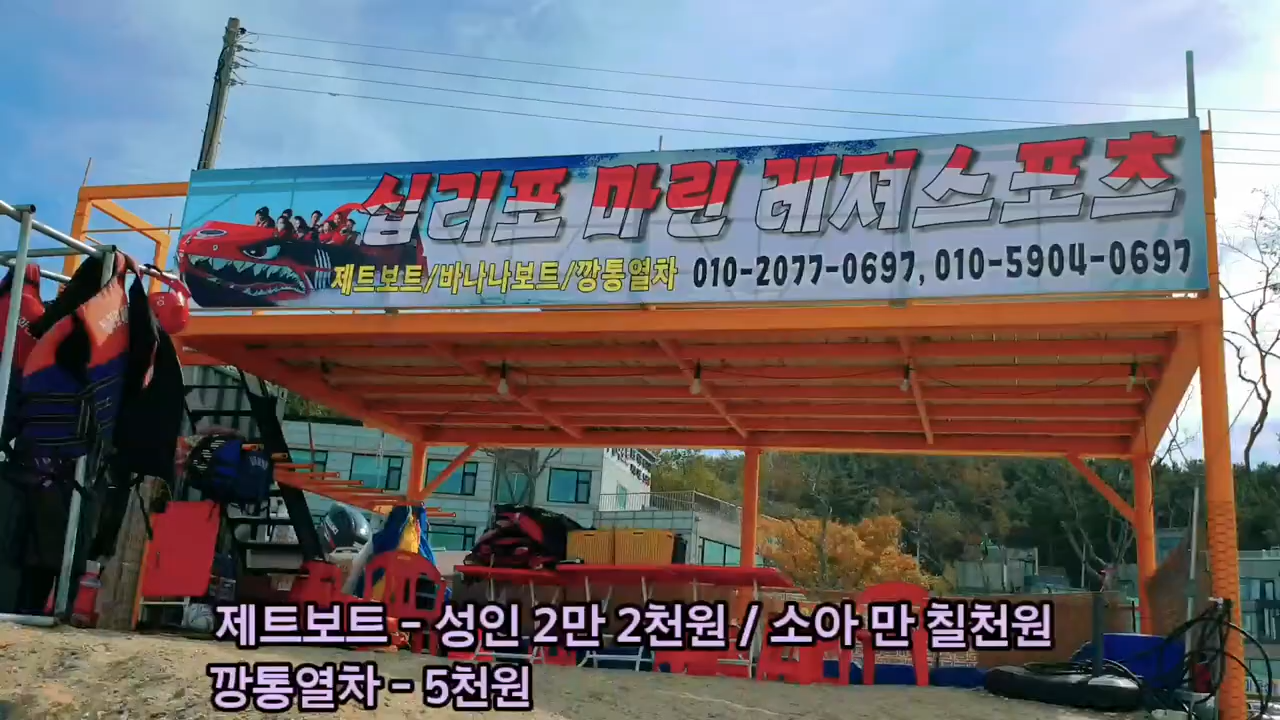 십리포 마린 레져스포츠
제트보트/바나나보트/깡통열차 010-2077-0697, 010-5904-0697
제트보트 - 성인 2만 2천원 / 소아 만 칠천원
깡통열차 - 5천원